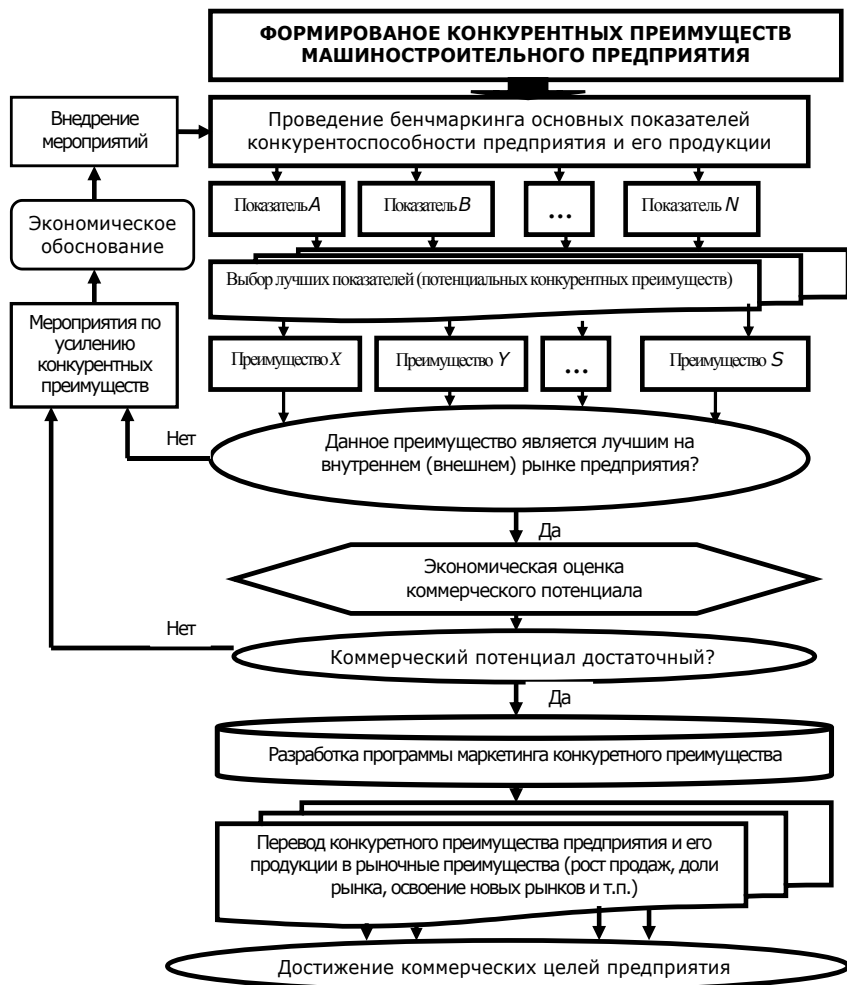 ФОРМИРОВАНОЕ КОНКУРЕНТНЫХ ПРЕИМУЩЕСТВ
МАШИНОСТРОИТЕЛЬНОГО ПРЕДПРИЯТИЯ
Внедрение
мероприятий
Проведение бенчмаркинга основных показателей
конкурентоспособности предприятия и его продукции
Экономическое
обоснование
Показатель A
Показатель B
...
Показатель N
Выбор лучших показателей (потенциальных конкурентных преимуществ)
Мероприятия по
усилению
конкурентных
преимуществ
Преимущество X
Преимущество Y
...
Преимущество S
Нет
Данное преимущество является лучшим на
внутреннем (внешнем) рынке предприятия?
Да
Экономическая оценка
коммерческого потенциала
Нет
Коммерческий потенциал достаточный?
Да
Разработка программы маркетинга конкуретного преимущества
Перевод конкуретного преимущества предприятия и его
продукции в рыночные преимущества (рост продаж, доли
рынка, освоение новых рынков и т.п.)
Достижение коммерческих целей предприятия